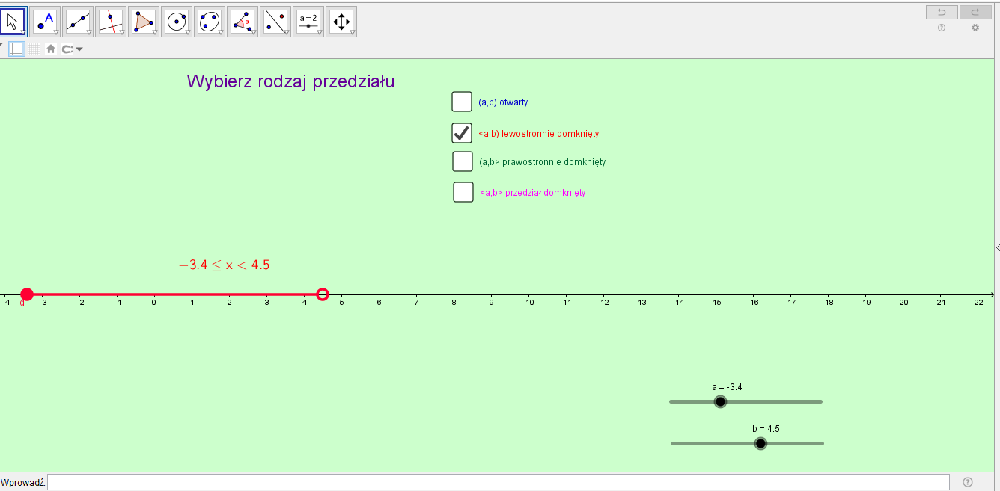 A
α
a=2
Wybierz rodzaj przedziału
(a,b) otwarty
<a,b) lewostronnie domknięty
(a,b> prawostronnie domknięty
<a,b> przedział domknięty
−3.4 ≤ x < 4.5
-4 d -3 -2 -1 0 1 2 3 4 5 6 7 8 9 10 11 12 13 14 15 16 17 18 19 20 21 22
a = -3.4
b = 4.5
Wprowadź: